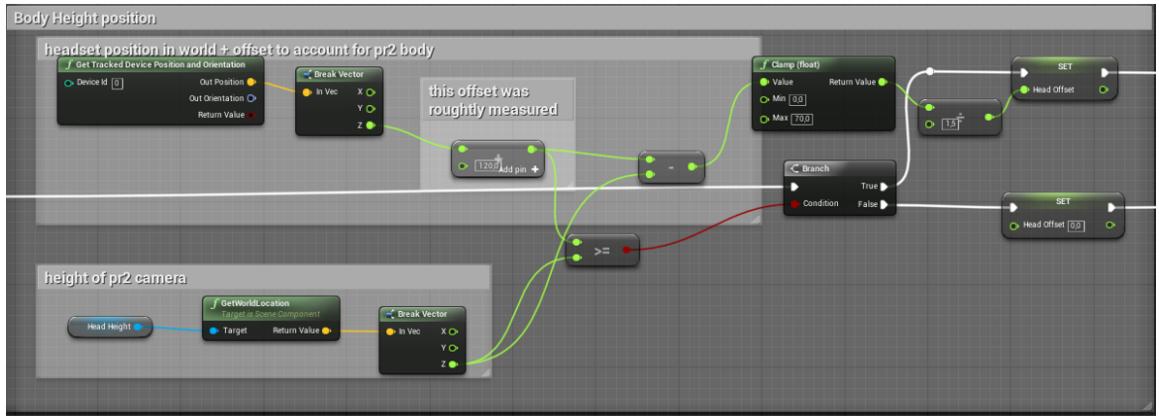 Body Height position
headset position in world + offset to account for pr2 body
Get Tracked Device Position and Orientation
Device Id 0
Out Position
Out Orientation
Return Value
Break Vector
In Vec X
Y
Z
this offset was
roughtly measured
+
120,0
Add pin +
-
Clamp (float)
Value Return Value
Min 0,0
Max 70,0
÷
1,5
SET
Head Offset
Branch
True
Condition False
SET
Head Offset 0,0
>=
height of pr2 camera
Head Height
GetWorldLocation
Target is Scene Component
Target Return Value
Break Vector
In Vec X
Y
Z